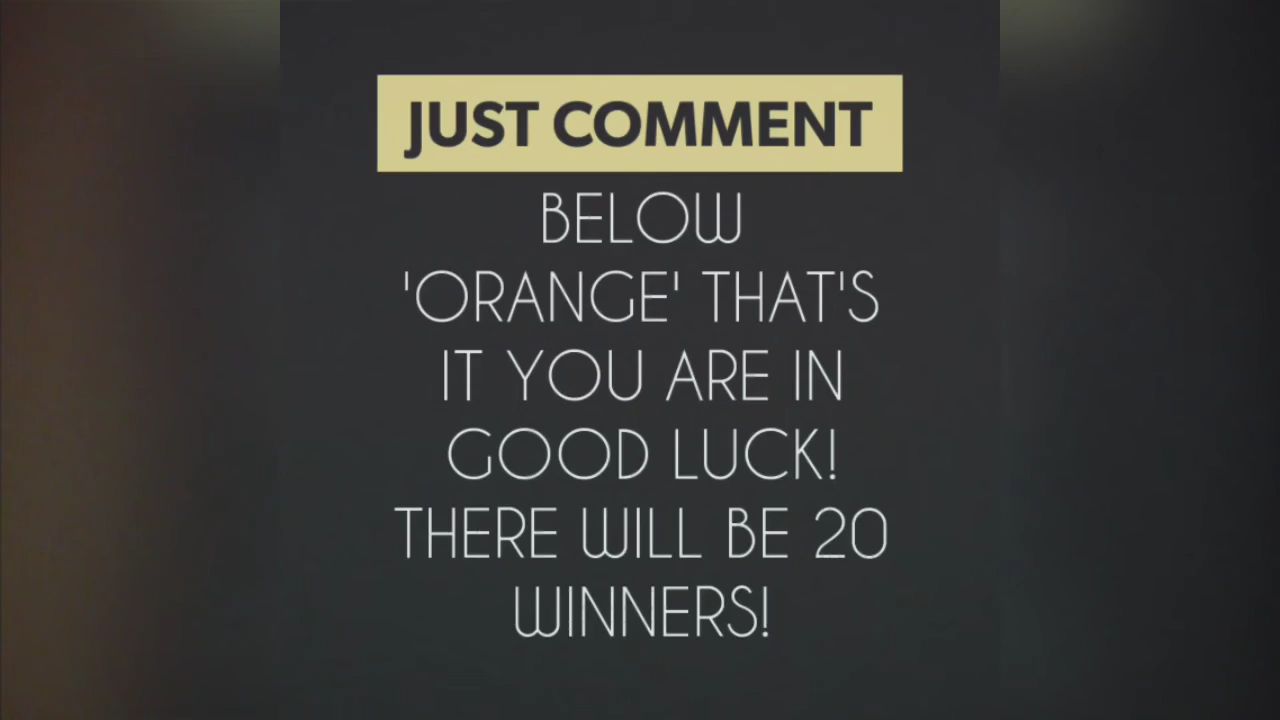 JUST COMMENT
BELOW
'ORANGE' THAT'S
IT YOU ARE IN
GOOD LUCK!
THERE WILL BE 20
WINNERS!